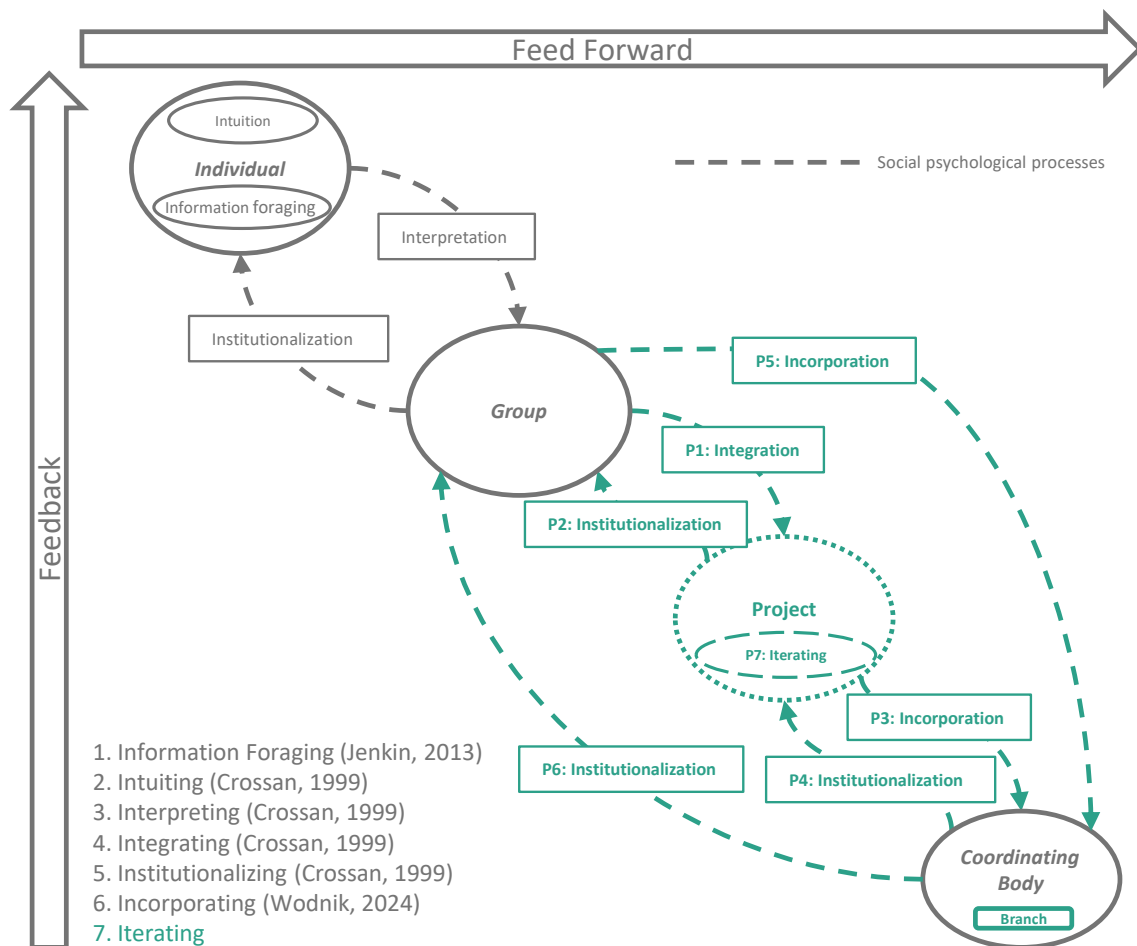 Feed Forward
Intuition
Individual
Information foraging
Social psychological processes
Interpretation
Institutionalization
P5: Incorporation
Group
P1: Integration
Feedback
P2: Institutionalization
Project
P7: Iterating
P3: Incorporation
P6: Institutionalization
P4: Institutionalization
1. Information Foraging (Jenkin, 2013)
2. Intuiting (Crossan, 1999)
3. Interpreting (Crossan, 1999)
4. Integrating (Crossan, 1999)
5. Institutionalizing (Crossan, 1999)
6. Incorporating (Wodnik, 2024)
7. Iterating
Coordinating
Body
Branch